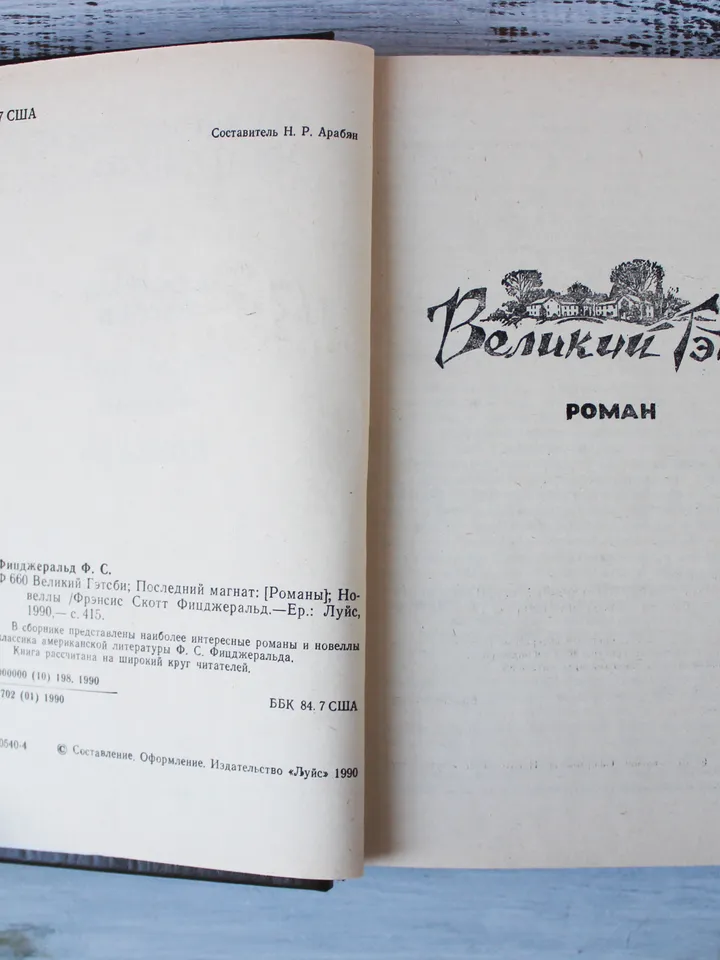 7 США
Составитель Н. Р. Арабян
Фицджеральд Ф. С.
Ф 660 Великий Гэтсби; Последний магнат: [Романы]; Но-
веллы /Фрэнсис Скотт Фицджеральд.—Ер.: Луйс,
1990,— с. 415.
В сборнике представлены наиболее интересные романы и новеллы
классика американской литературы Ф. С. Фицджеральда.
Книга рассчитана на широкий круг читателей.
000000 (10) 198. 1990
702 (01) 1990
ББК 84. 7 США
0540-4
© Составление. Оформление. Издательство «Луйс» 1990
Великий Гэт
РОМАН